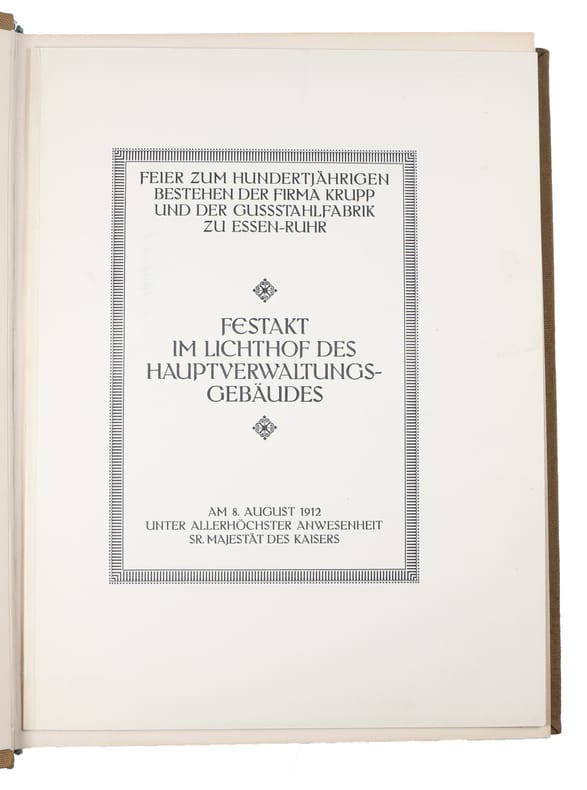 FEIER ZUM HUNDERTJÄHRIGEN
BESTEHEN DER FIRMA KRUPP
UND DER GUSSSTAHLFABRIK
ZU ESSEN-RUHR
FESTAKT
IM LICHTHOF DES
HAUPTVERWALTUNGS-
GEBÄUDES
AM 8. AUGUST 1912
UNTER ALLERHÖCHSTER ANWESENHEIT
SR. MAJESTÄT DES KAISERS